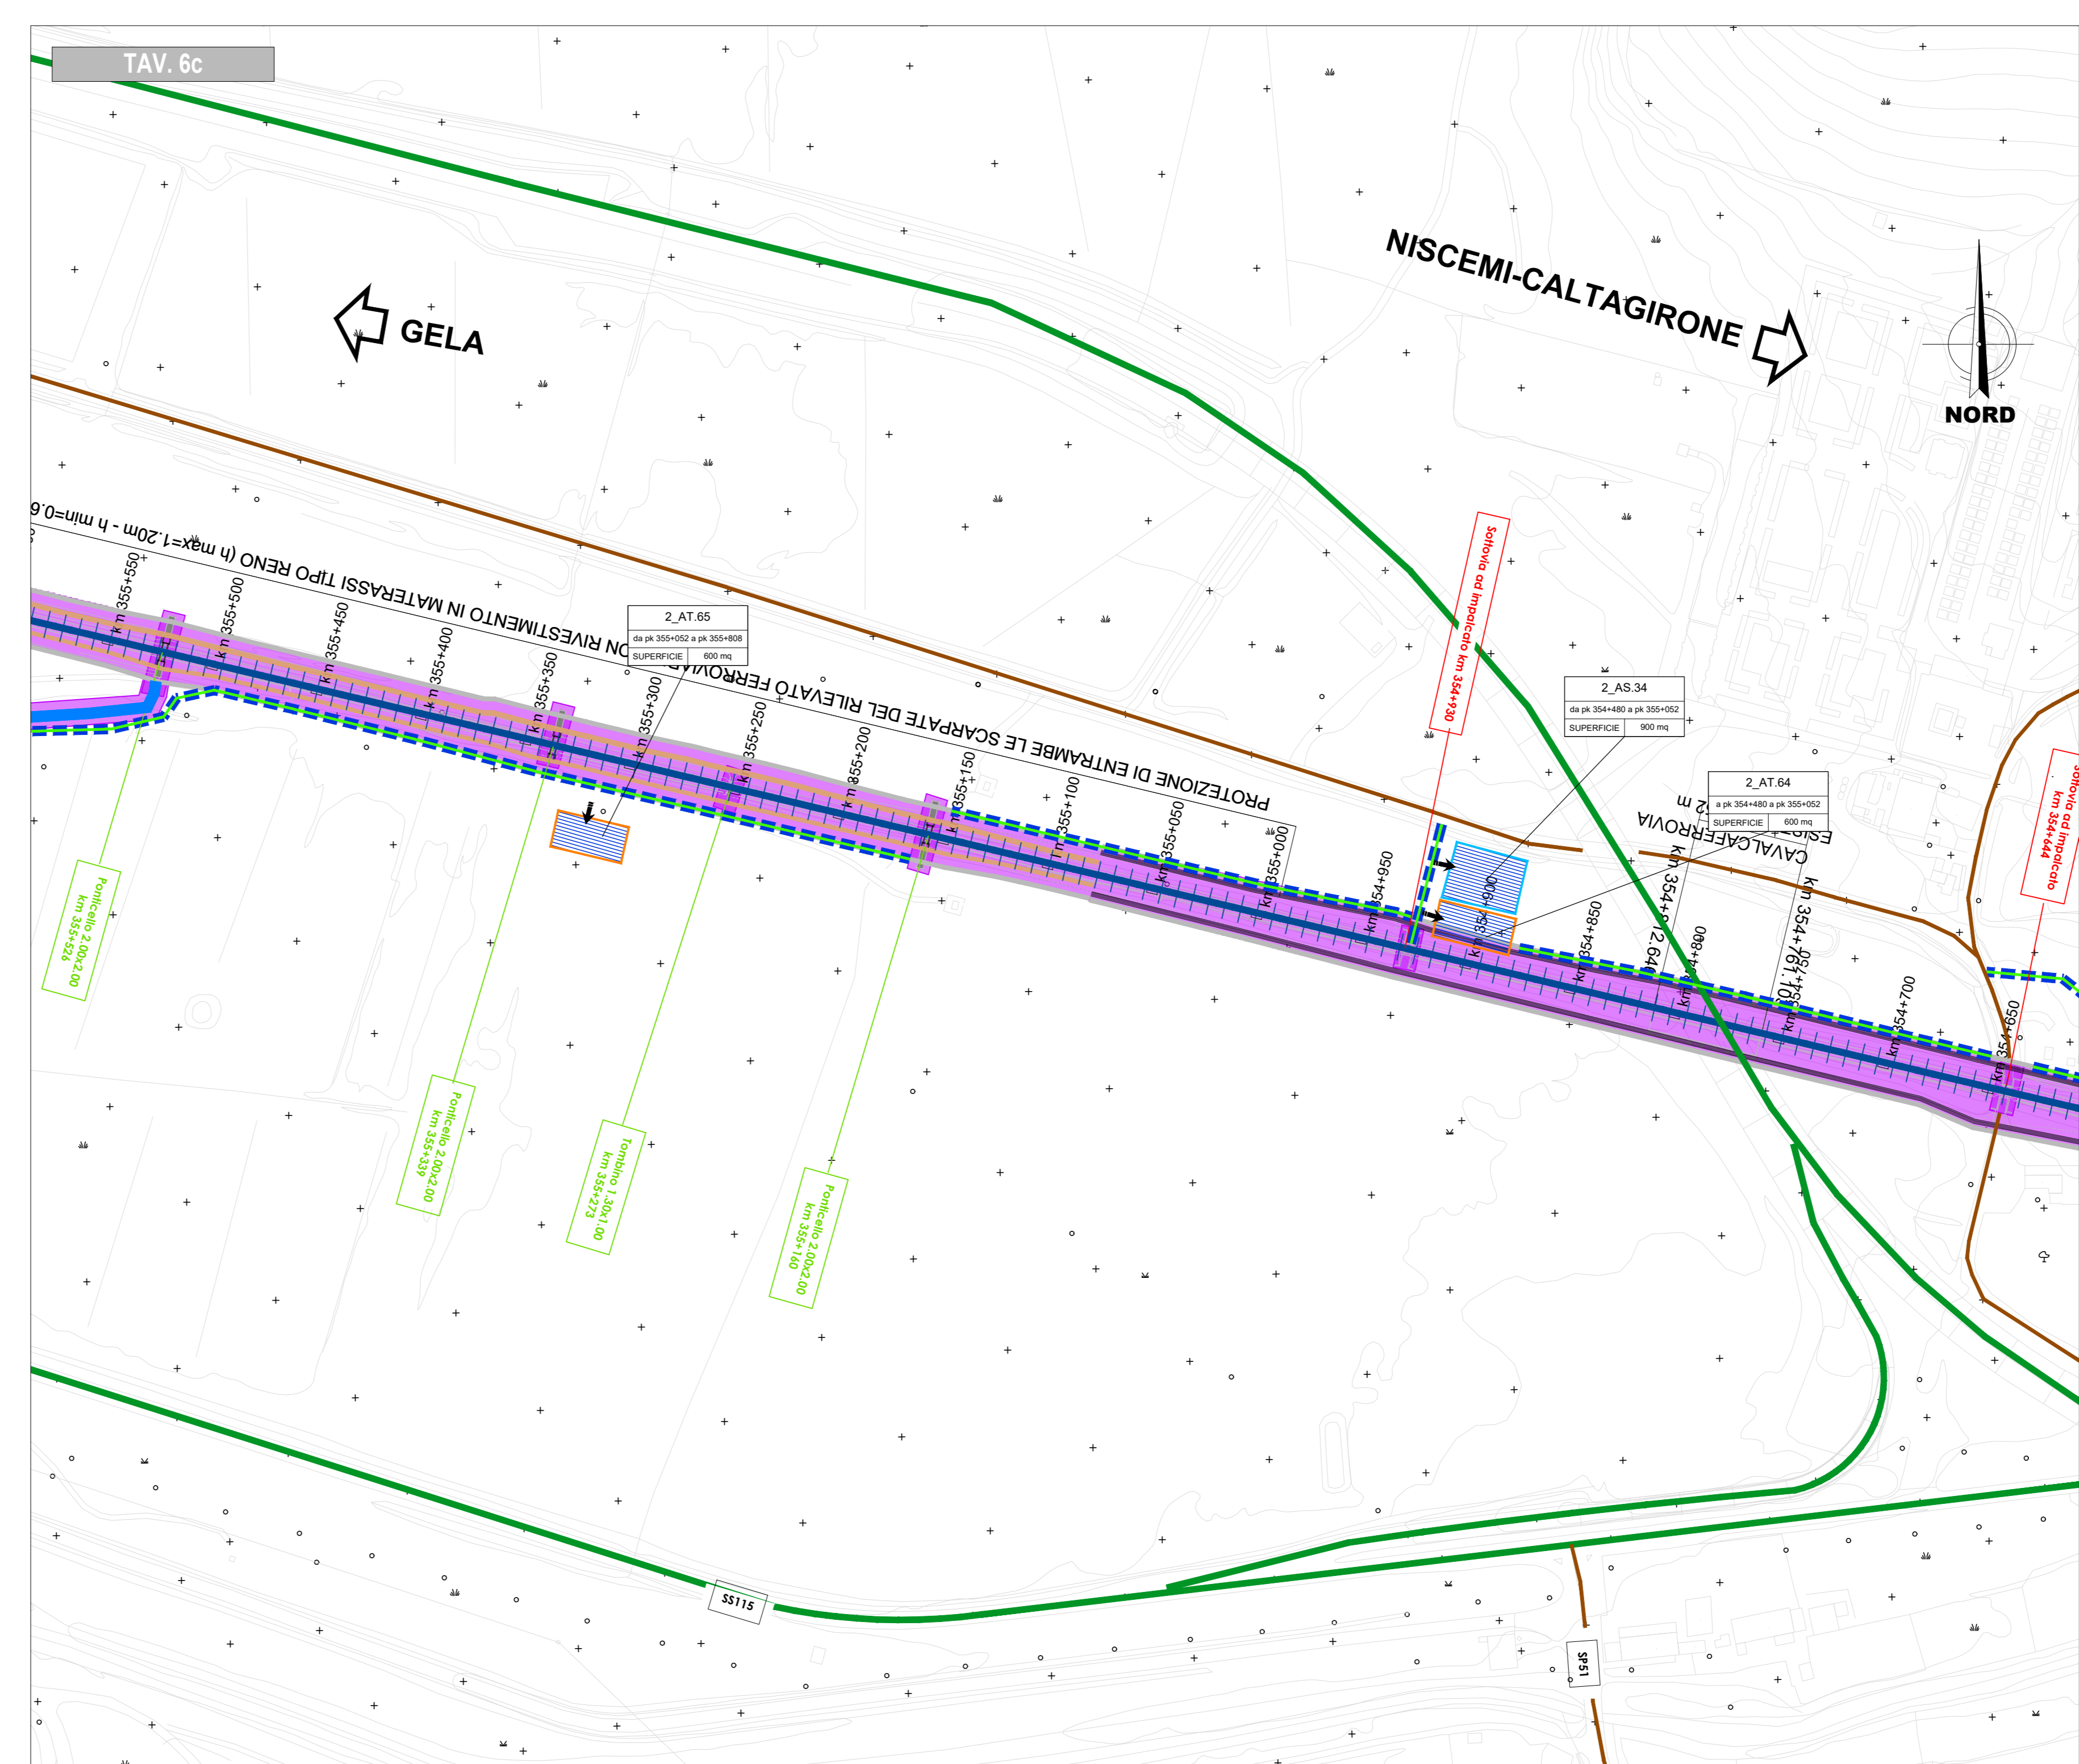 TAV. 6c
NISCEMI-CALTAGIRONE
GELA
NORD
PROTEZIONE DI ENTRAMBE LE SCARPATE DEL RILEVATO FERROVIARIO CON RIVESTIMENTO IN MATERASSI TIPO RENO (h max=1.20m - h min=0.6
km 355+550
km 355+500
km 355+450
km 355+400
km 355+350
km 355+300
km 355+250
km 355+200
km 355+150
km 355+100
km 355+050
km 355+000
km 354+950
km 354+900
km 354+850
km 354+800
km 354+750
km 354+700
km 354+650
2_AT.65
da pk 355+052 a pk 355+808
SUPERFICIE 600 mq
Sottovia ad impalcato km 354+930
2_AS.34
da pk 354+480 a pk 355+052
SUPERFICIE 900 mq
2_AT.64
a pk 354+480 a pk 355+052
SUPERFICIE 600 mq
CAVALCAFERROVIA
Sottovia ad impalcato
km 354+644
Ponticello 2.00x2.00
km 355+526
Ponticello 2.00x2.00
km 355+339
Tombino 1.30x1.00
km 355+273
Ponticello 2.00x2.00
km 355+160
SS115
SP51